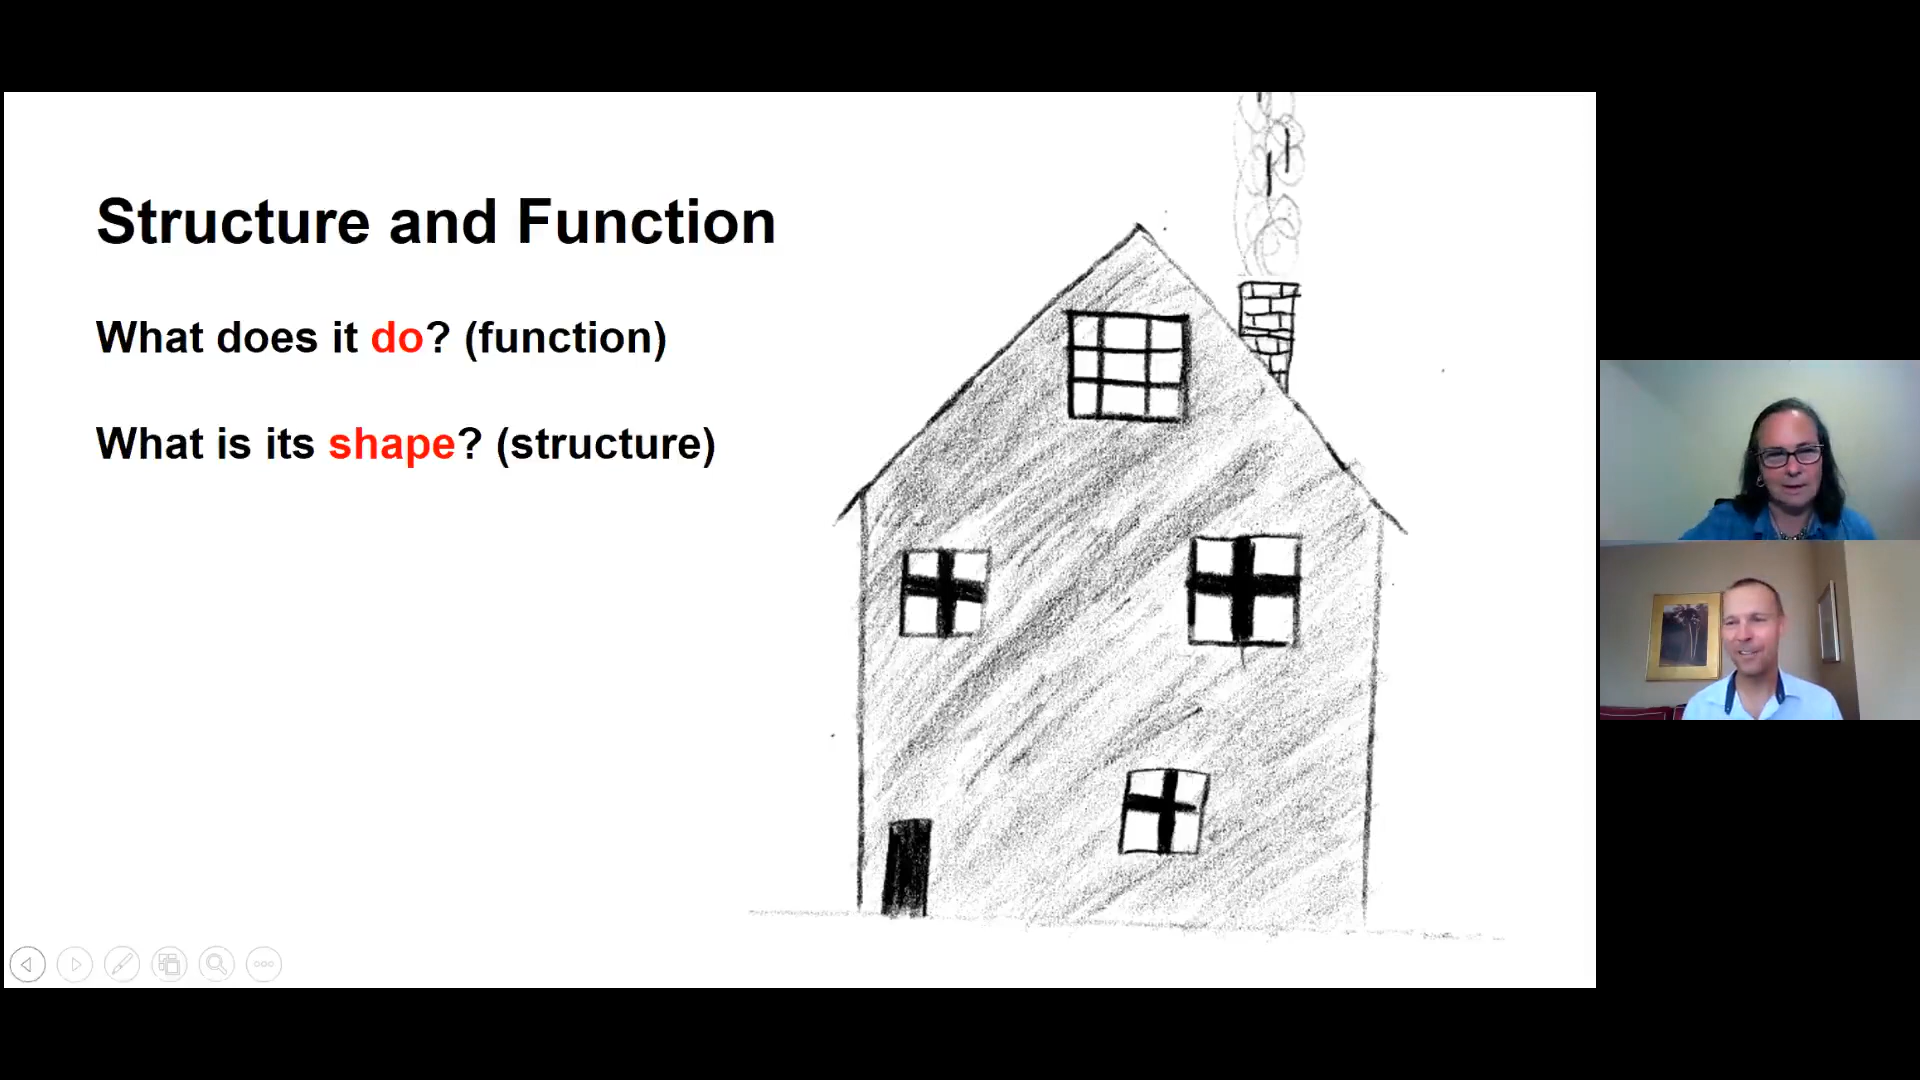 Structure and Function
What does it do? (function)
What is its shape? (structure)